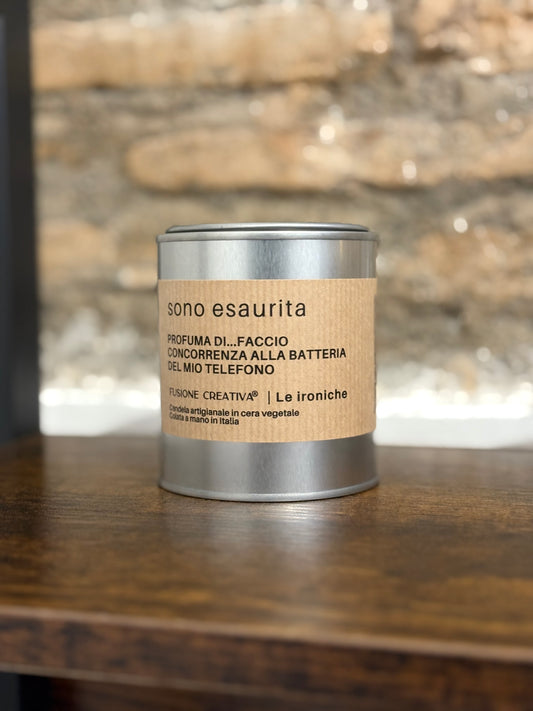 sono esaurita
PROFUMA DI...FACCIO
CONCORRENZA ALLA BATTERIA
DEL MIO TELEFONO
FUSIONE CREATIVA® | Le ironiche
Candela artigianale in cera vegetale
Colata a mano in Italia